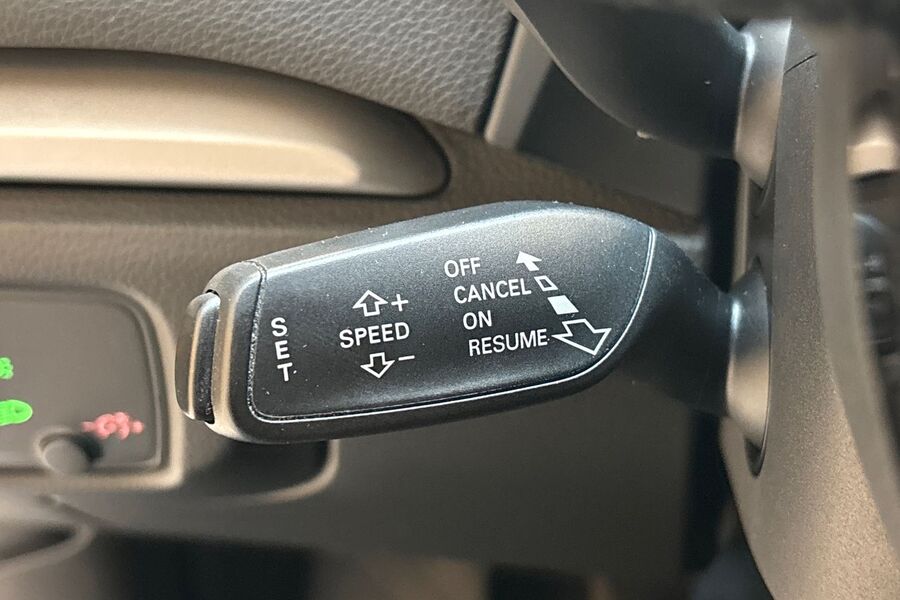 SET
+
SPEED
−
OFF
CANCEL
ON
RESUME